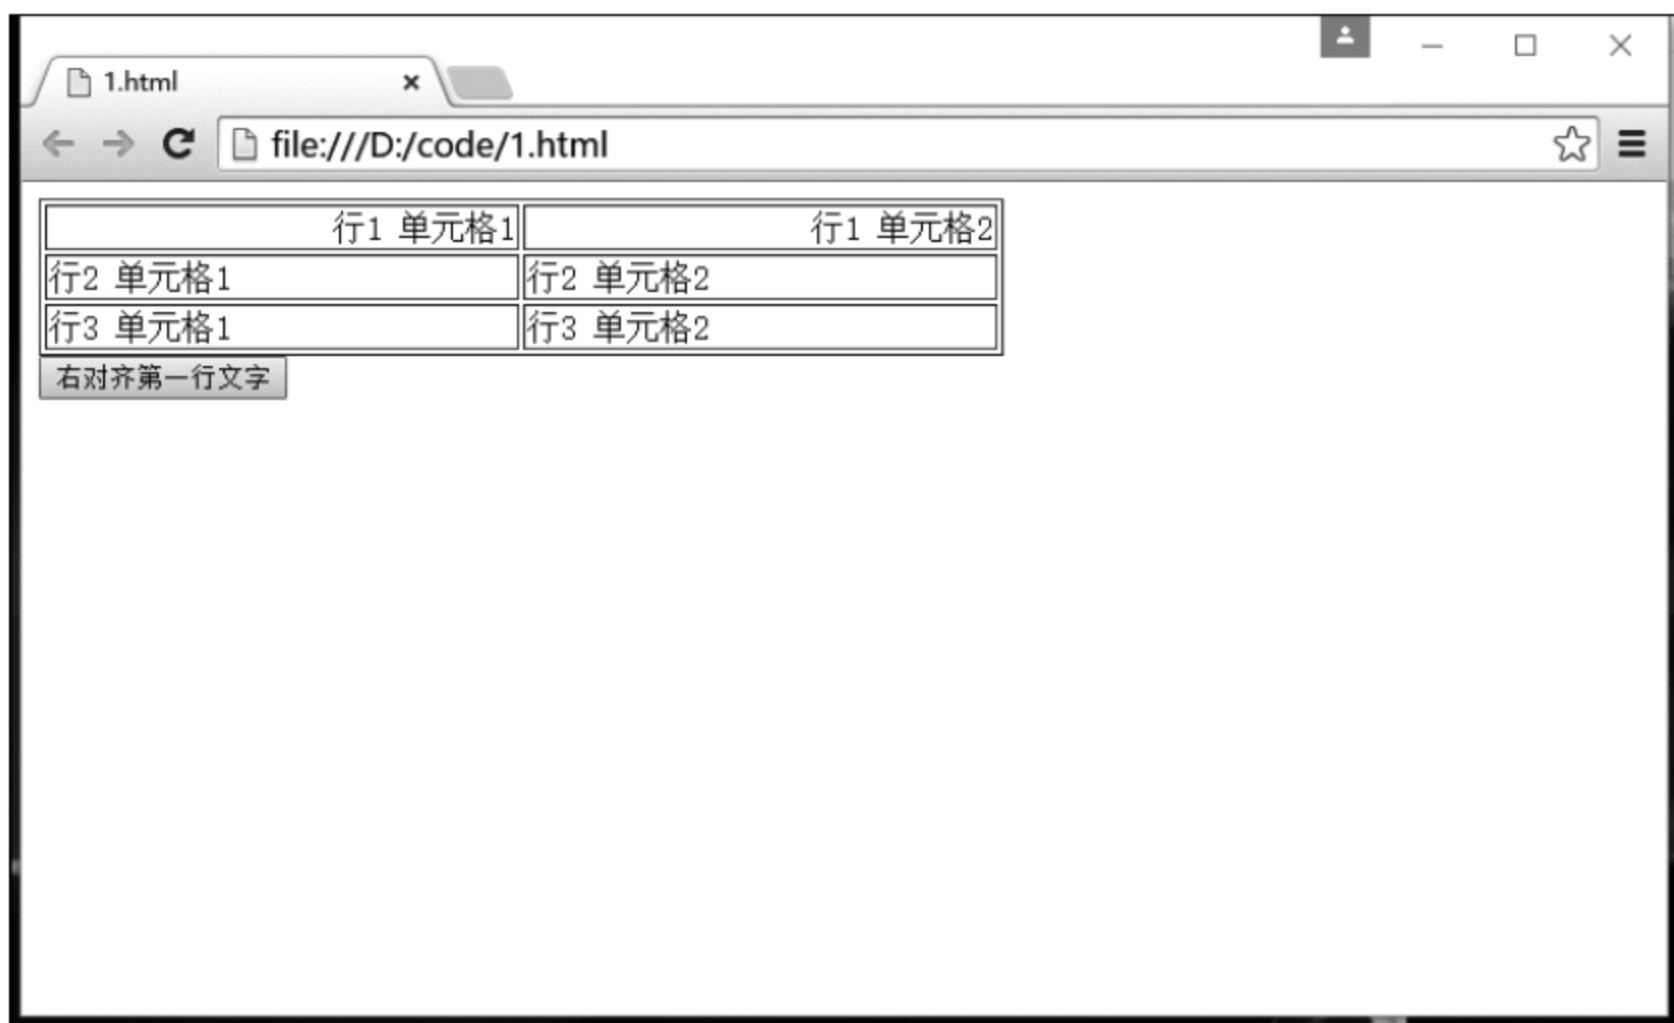 1.html
file:///D:/code/1.html
行1 单元格1 行1 单元格2
行2 单元格1 行2 单元格2
行3 单元格1 行3 单元格2
右对齐第一行文字